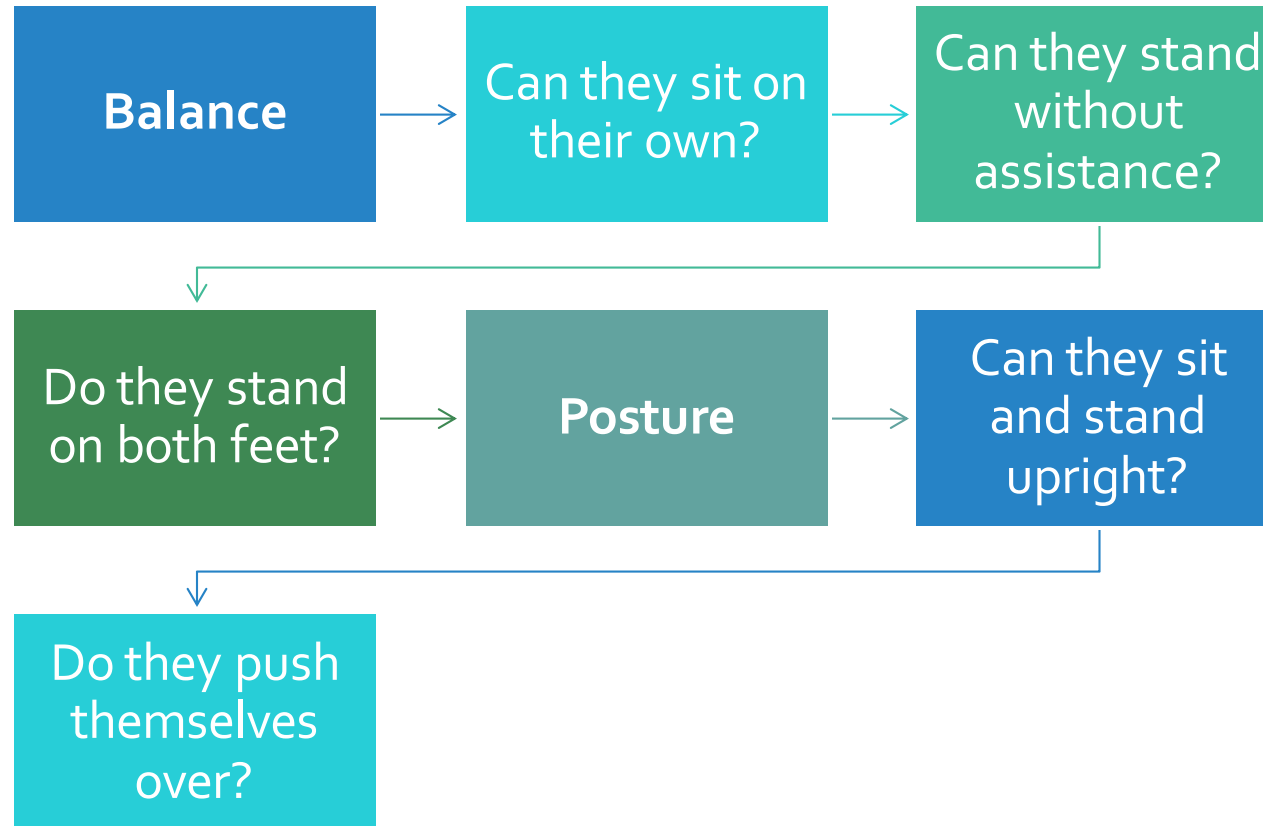 Balance
Can they sit on
their own?
Can they stand
without
assistance?
Do they stand
on both feet?
Posture
Can they sit
and stand
upright?
Do they push
themselves
over?